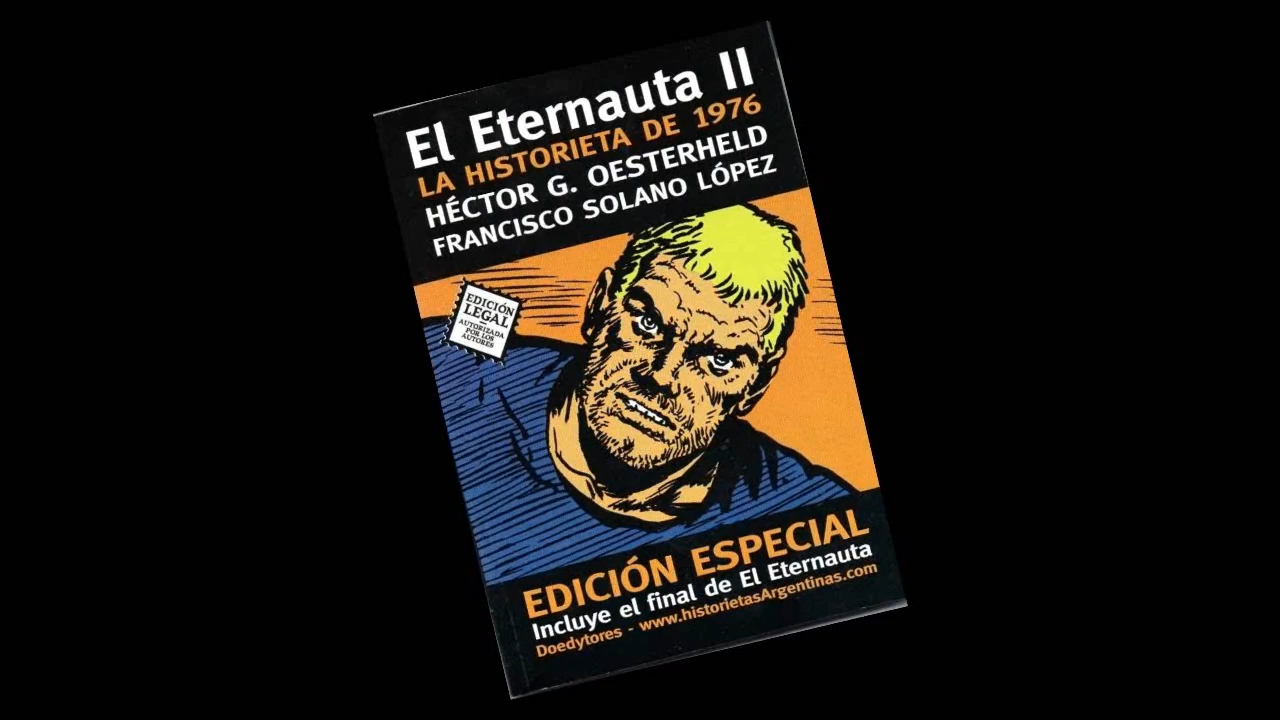 El Eternauta II
LA HISTORIETA DE 1976
HÉCTOR G. OESTERHELD
FRANCISCO SOLANO LÓPEZ
EDICIÓN
LEGAL
AUTORIZADA
POR LOS
AUTORES
EDICIÓN ESPECIAL
Incluye el final de El Eternauta
Doedytores - www.historietasArgentinas.com